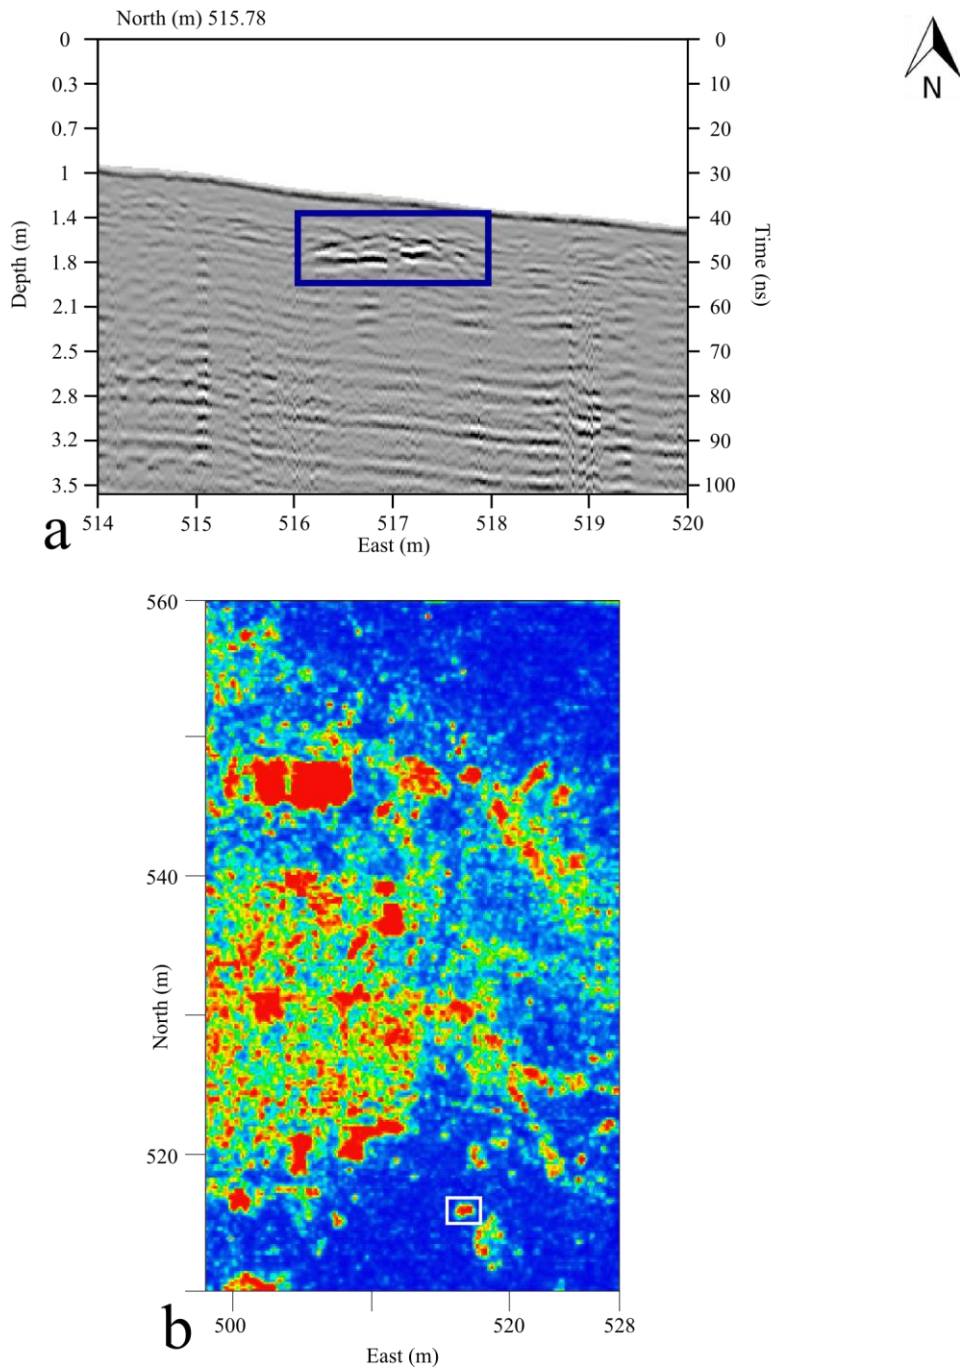 North (m) 515.78
N
0 0
0.3 10
0.7 20
1 30
1.4 40
1.8 50
2.1 60
2.5 70
2.8 80
3.2 90
3.5 100
Depth (m)
Time (ns)
514 515 516 517 518 519 520
East (m)
a
560
540
520
North (m)
500 520 528
East (m)
b